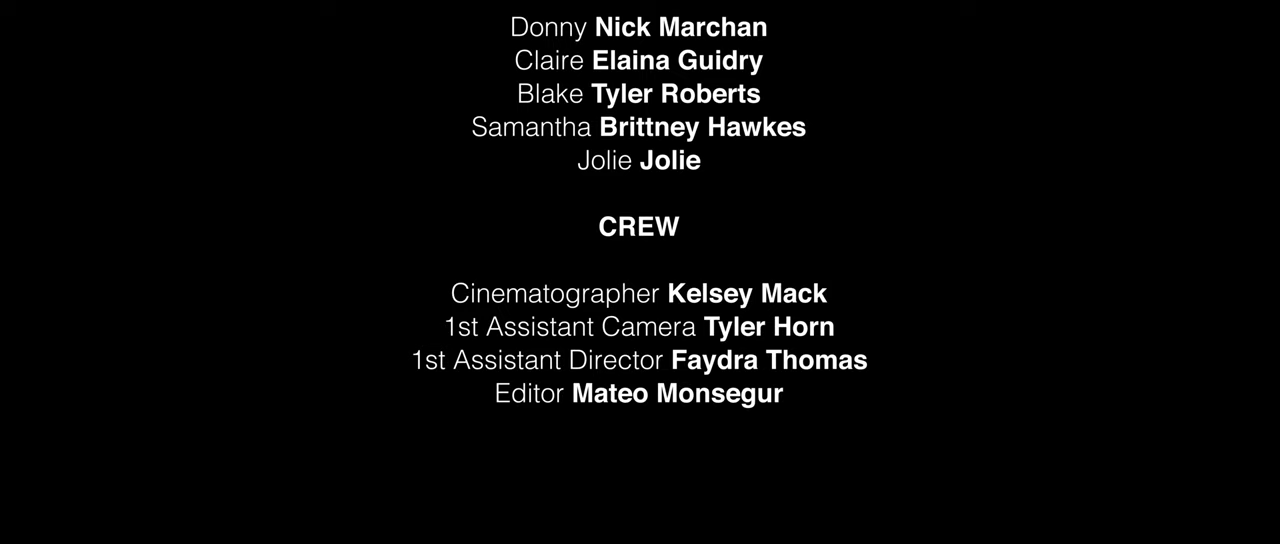 Donny Nick Marchan
Claire Elaina Guidry
Blake Tyler Roberts
Samantha Brittney Hawkes
Jolie Jolie
CREW
Cinematographer Kelsey Mack
1st Assistant Camera Tyler Horn
1st Assistant Director Faydra Thomas
Editor Mateo Monsegur